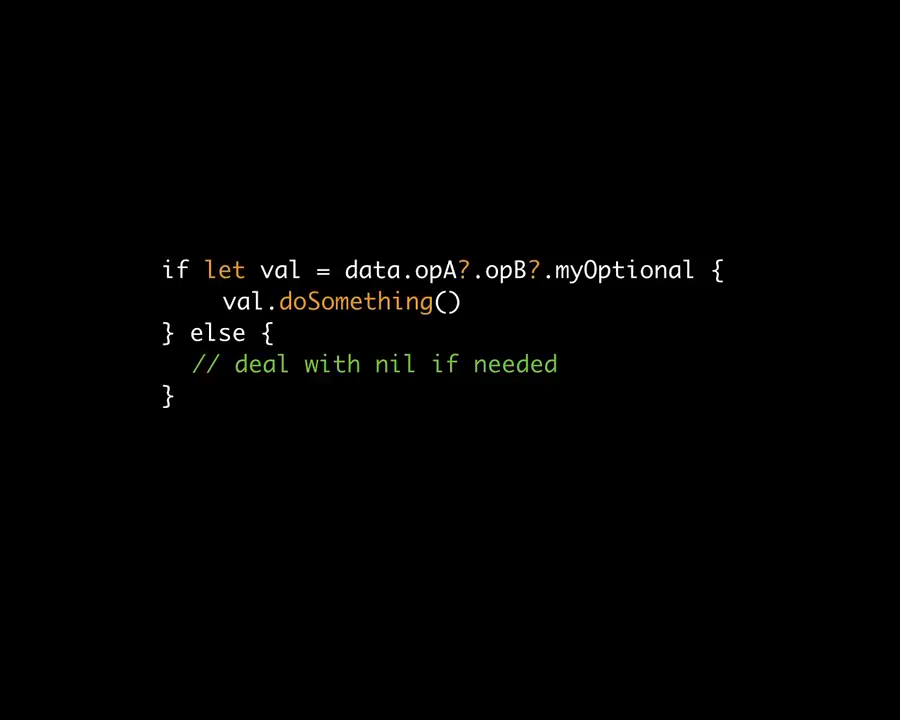 if let val = data.opA?.opB?.myOptional {
    val.doSomething()
} else {
  // deal with nil if needed
}